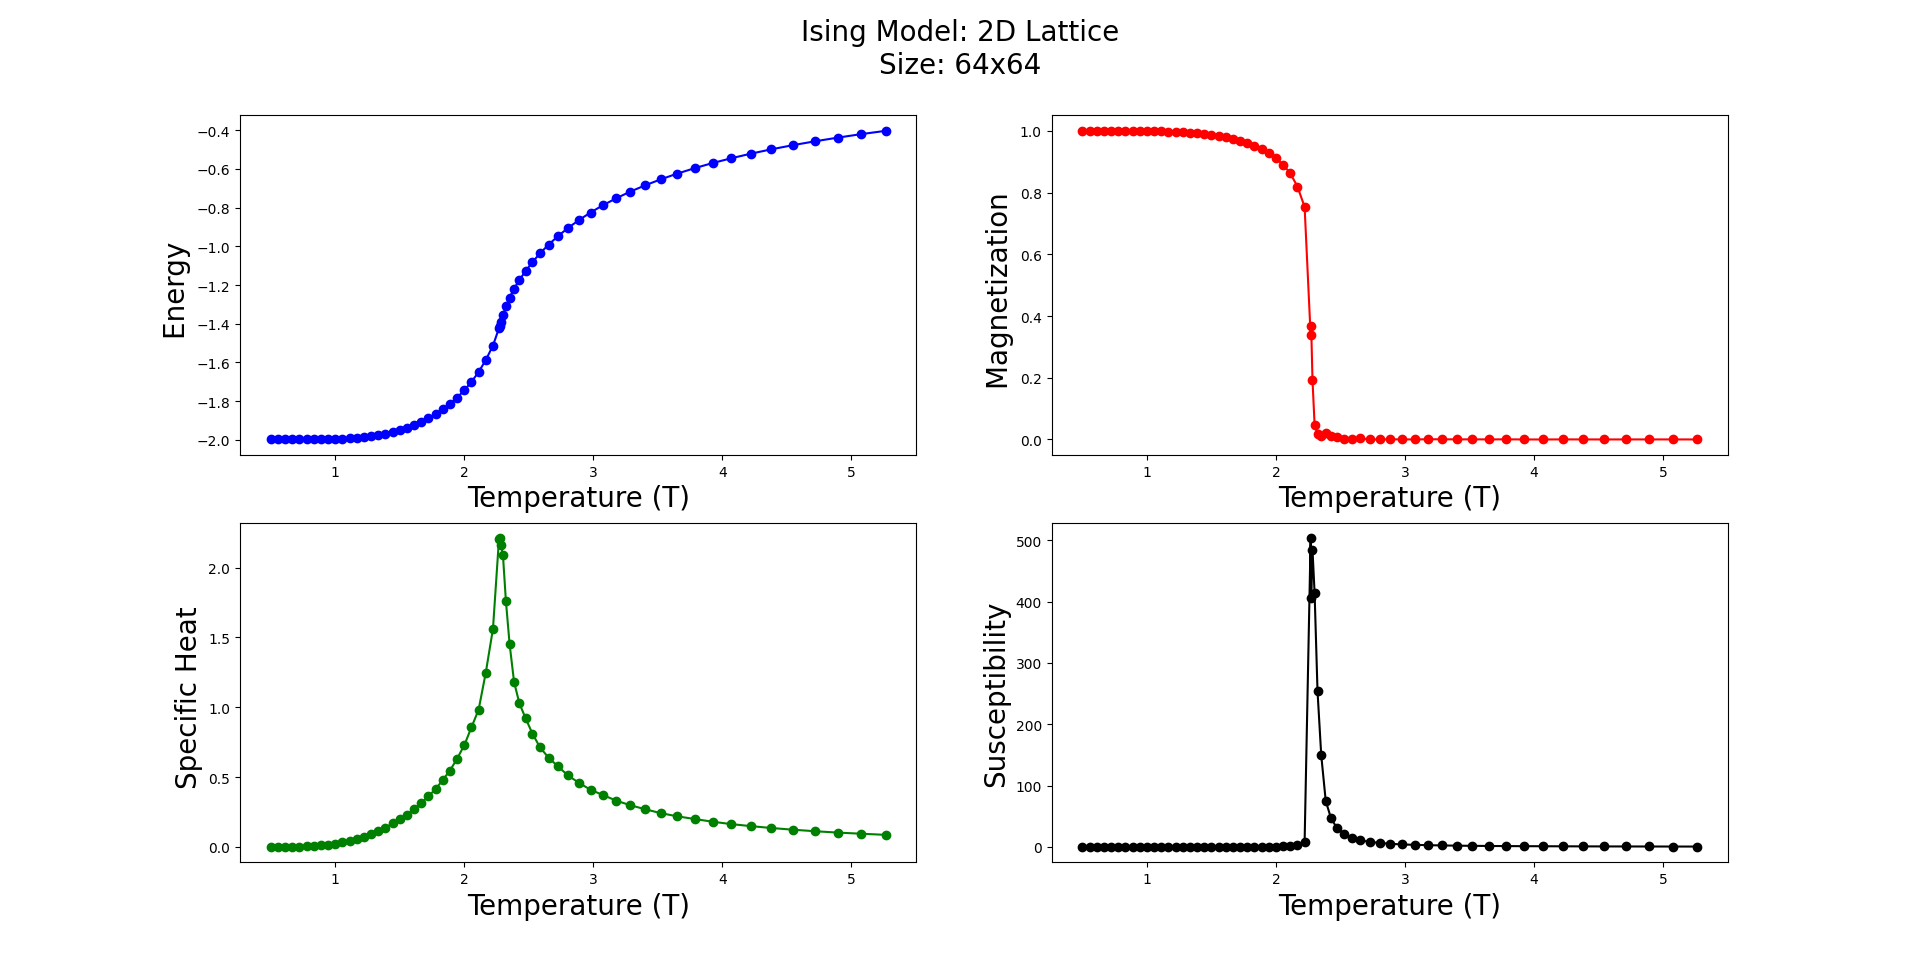 Ising Model: 2D Lattice
Size: 64x64
−0.4
−0.6
−0.8
−1.0
−1.2
−1.4
−1.6
−1.8
−2.0
Energy
1 2 3 4 5
Temperature (T)
1.0
0.8
0.6
0.4
0.2
0.0
Magnetization
1 2 3 4 5
Temperature (T)
2.0
1.5
1.0
0.5
0.0
Specific Heat
1 2 3 4 5
Temperature (T)
500
400
300
200
100
0
Susceptibility
1 2 3 4 5
Temperature (T)